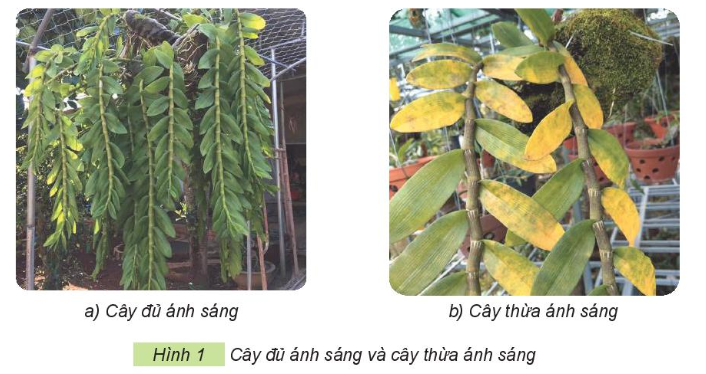 a) Cây đủ ánh sáng
b) Cây thừa ánh sáng
Hình 1 Cây đủ ánh sáng và cây thừa ánh sáng